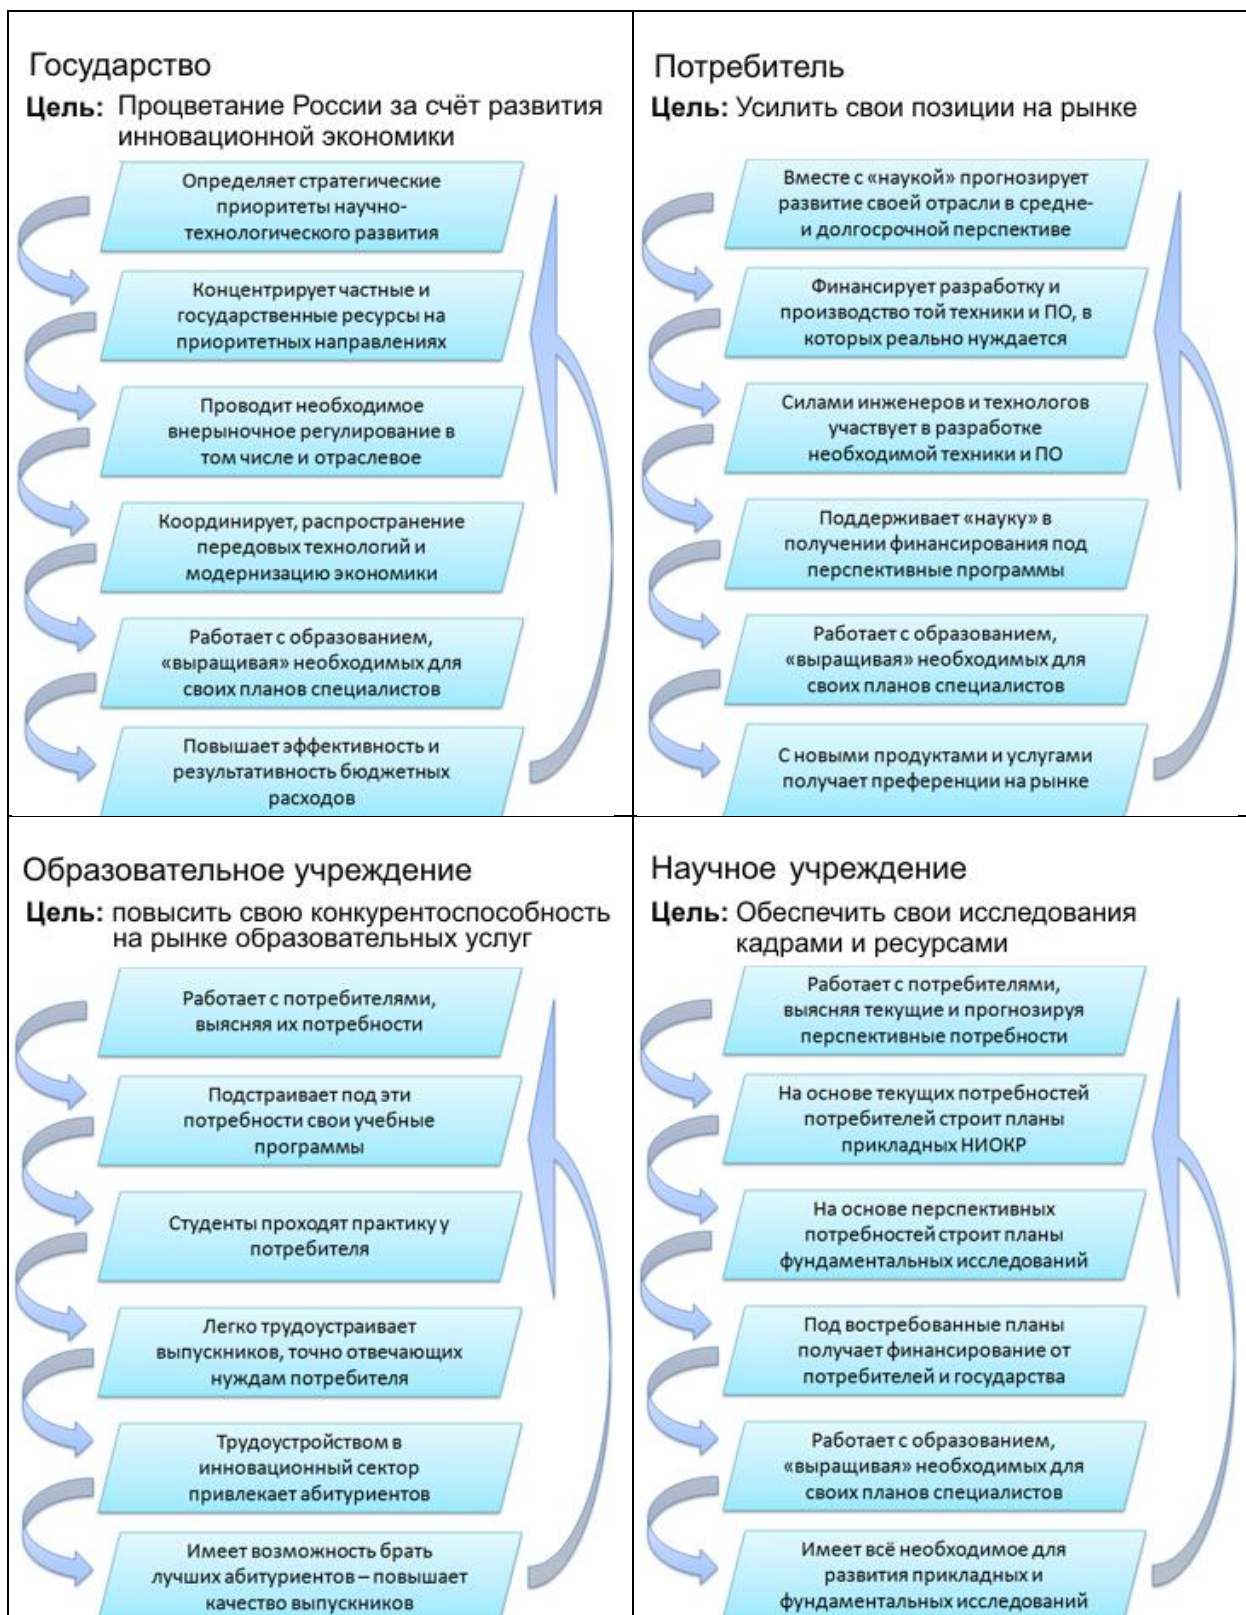 Государство
Цель: Процветание России за счёт развития
инновационной экономики
Определяет стратегические
приоритеты научно-
технологического развития
Концентрирует частные и
государственные ресурсы на
приоритетных направлениях
Проводит необходимое
внерыночное регулирование в
том числе и отраслевое
Координирует, распространение
передовых технологий и
модернизацию экономики
Работает с образованием,
«выращивая» необходимых для
своих планов специалистов
Повышает эффективность и
результативность бюджетных
расходов
Потребитель
Цель: Усилить свои позиции на рынке
Вместе с «наукой» прогнозирует
развитие своей отрасли в средне-
и долгосрочной перспективе
Финансирует разработку и
производство той техники и ПО, в
которых реально нуждается
Силами инженеров и технологов
участвует в разработке
необходимой техники и ПО
Поддерживает «науку» в
получении финансирования под
перспективные программы
Работает с образованием,
«выращивая» необходимых для
своих планов специалистов
С новыми продуктами и услугами
получает преференции на рынке
Образовательное учреждение
Цель: повысить свою конкурентоспособность
на рынке образовательных услуг
Работает с потребителями,
выясняя их потребности
Подстраивает под эти
потребности свои учебные
программы
Студенты проходят практику у
потребителя
Легко трудоустраивает
выпускников, точно отвечающих
нуждам потребителя
Трудоустройством в
инновационный сектор
привлекает абитуриентов
Имеет возможность брать
лучших абитуриентов – повышает
качество выпускников
Научное учреждение
Цель: Обеспечить свои исследования
кадрами и ресурсами
Работает с потребителями,
выясняя текущие и прогнозируя
перспективные потребности
На основе текущих потребностей
потребителей строит планы
прикладных НИОКР
На основе перспективных
потребностей строит планы
фундаментальных исследований
Под востребованные планы
получает финансирование от
потребителей и государства
Работает с образованием,
«выращивая» необходимых для
своих планов специалистов
Имеет всё необходимое для
развития прикладных и
фундаментальных исследований